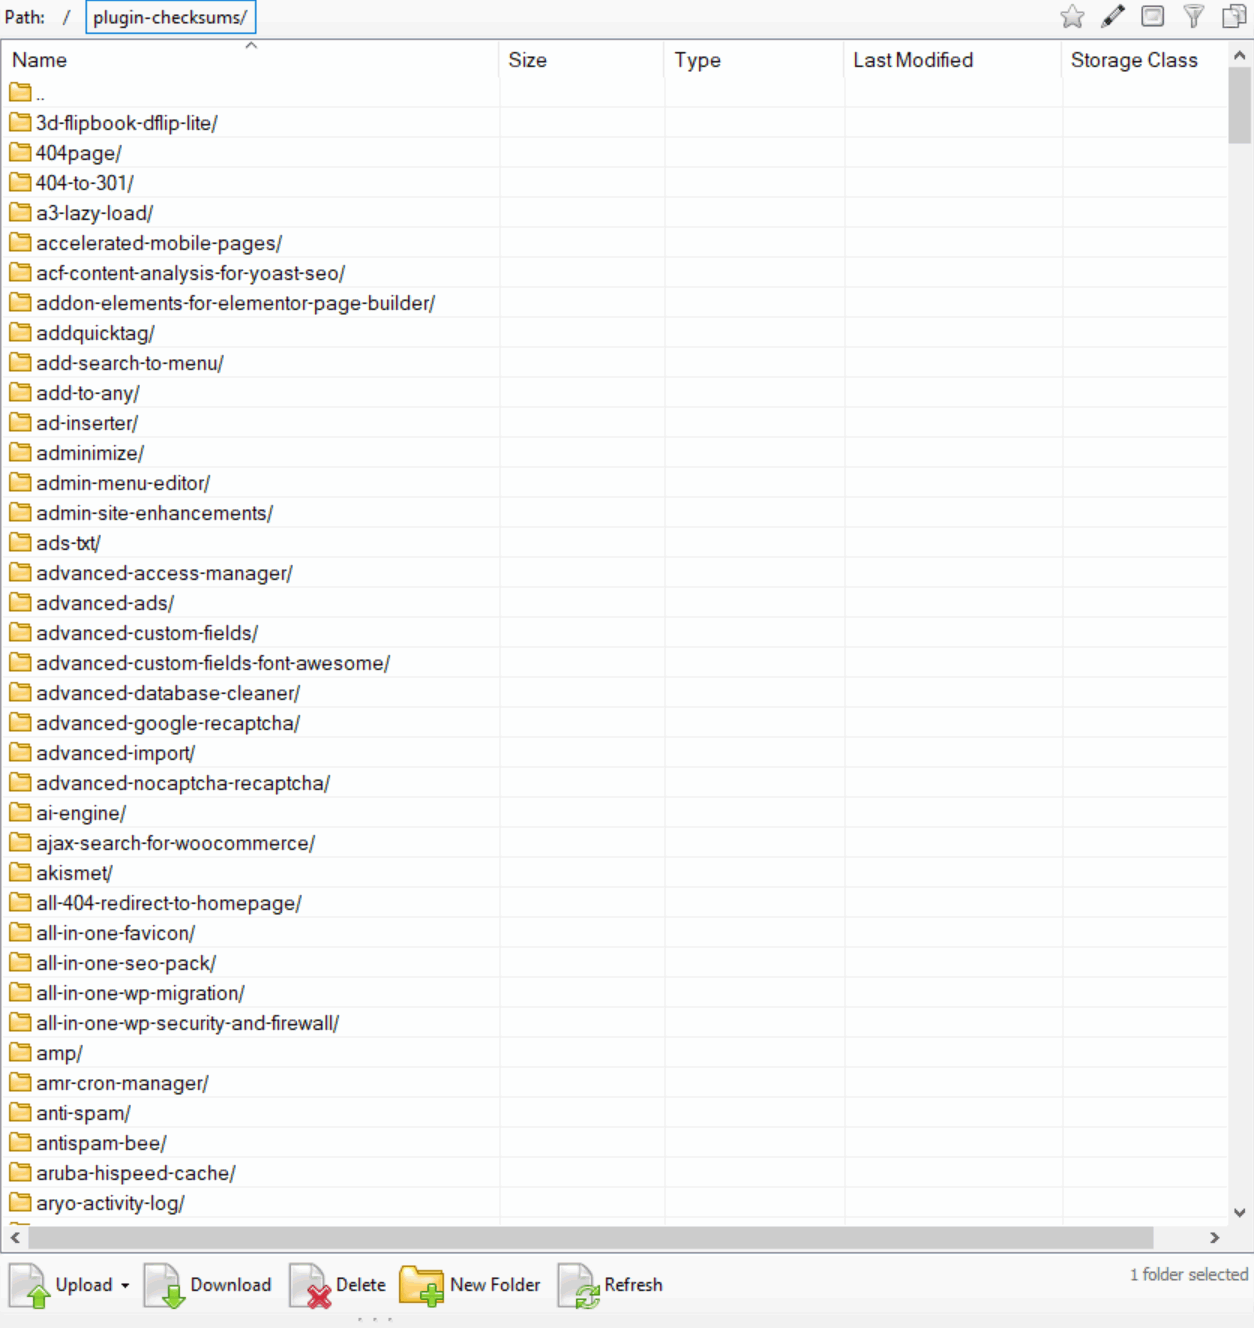 Path: / plugin-checksums/
Name Size Type Last Modified Storage Class
..
3d-flipbook-dflip-lite/
404page/
404-to-301/
a3-lazy-load/
accelerated-mobile-pages/
acf-content-analysis-for-yoast-seo/
addon-elements-for-elementor-page-builder/
addquicktag/
add-search-to-menu/
add-to-any/
ad-inserter/
adminimize/
admin-menu-editor/
admin-site-enhancements/
ads-txt/
advanced-access-manager/
advanced-ads/
advanced-custom-fields/
advanced-custom-fields-font-awesome/
advanced-database-cleaner/
advanced-google-recaptcha/
advanced-import/
advanced-nocaptcha-recaptcha/
ai-engine/
ajax-search-for-woocommerce/
akismet/
all-404-redirect-to-homepage/
all-in-one-favicon/
all-in-one-seo-pack/
all-in-one-wp-migration/
all-in-one-wp-security-and-firewall/
amp/
amr-cron-manager/
anti-spam/
antispam-bee/
aruba-hispeed-cache/
aryo-activity-log/
Upload Download Delete New Folder Refresh 1 folder selected